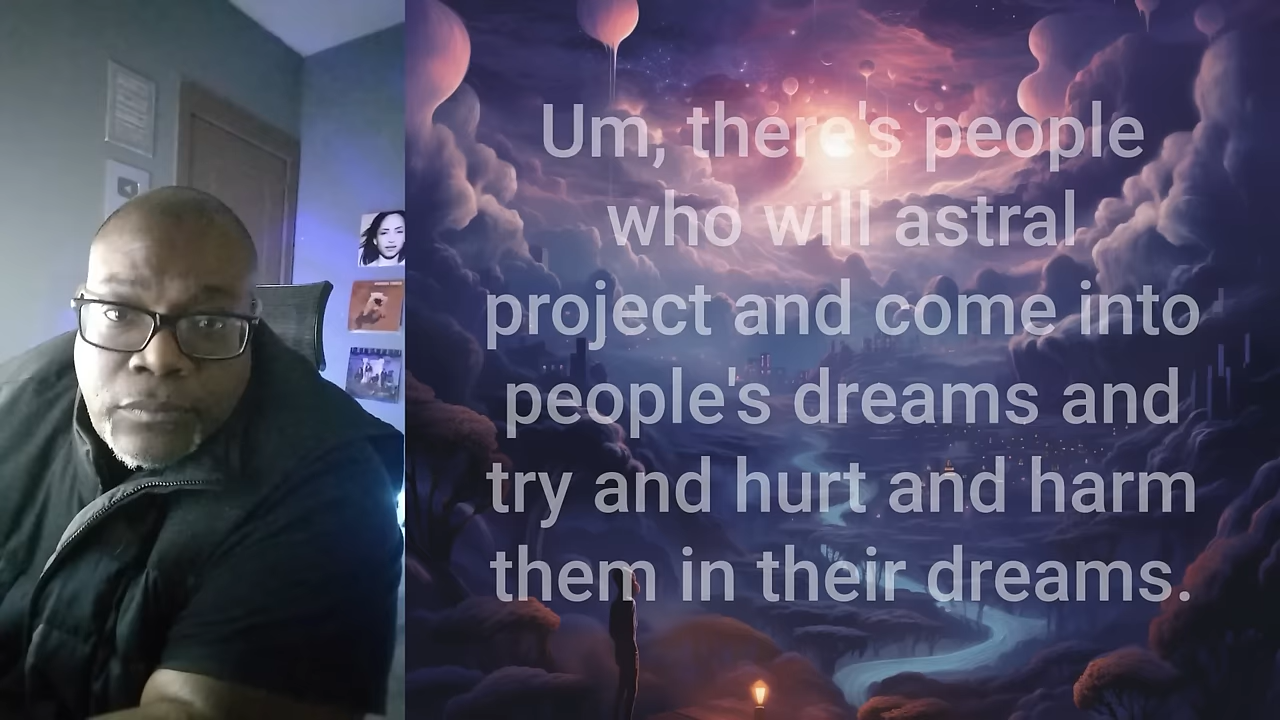 Um, there's people
who will astral
project and come into
people's dreams and
try and hurt and harm
them in their dreams.